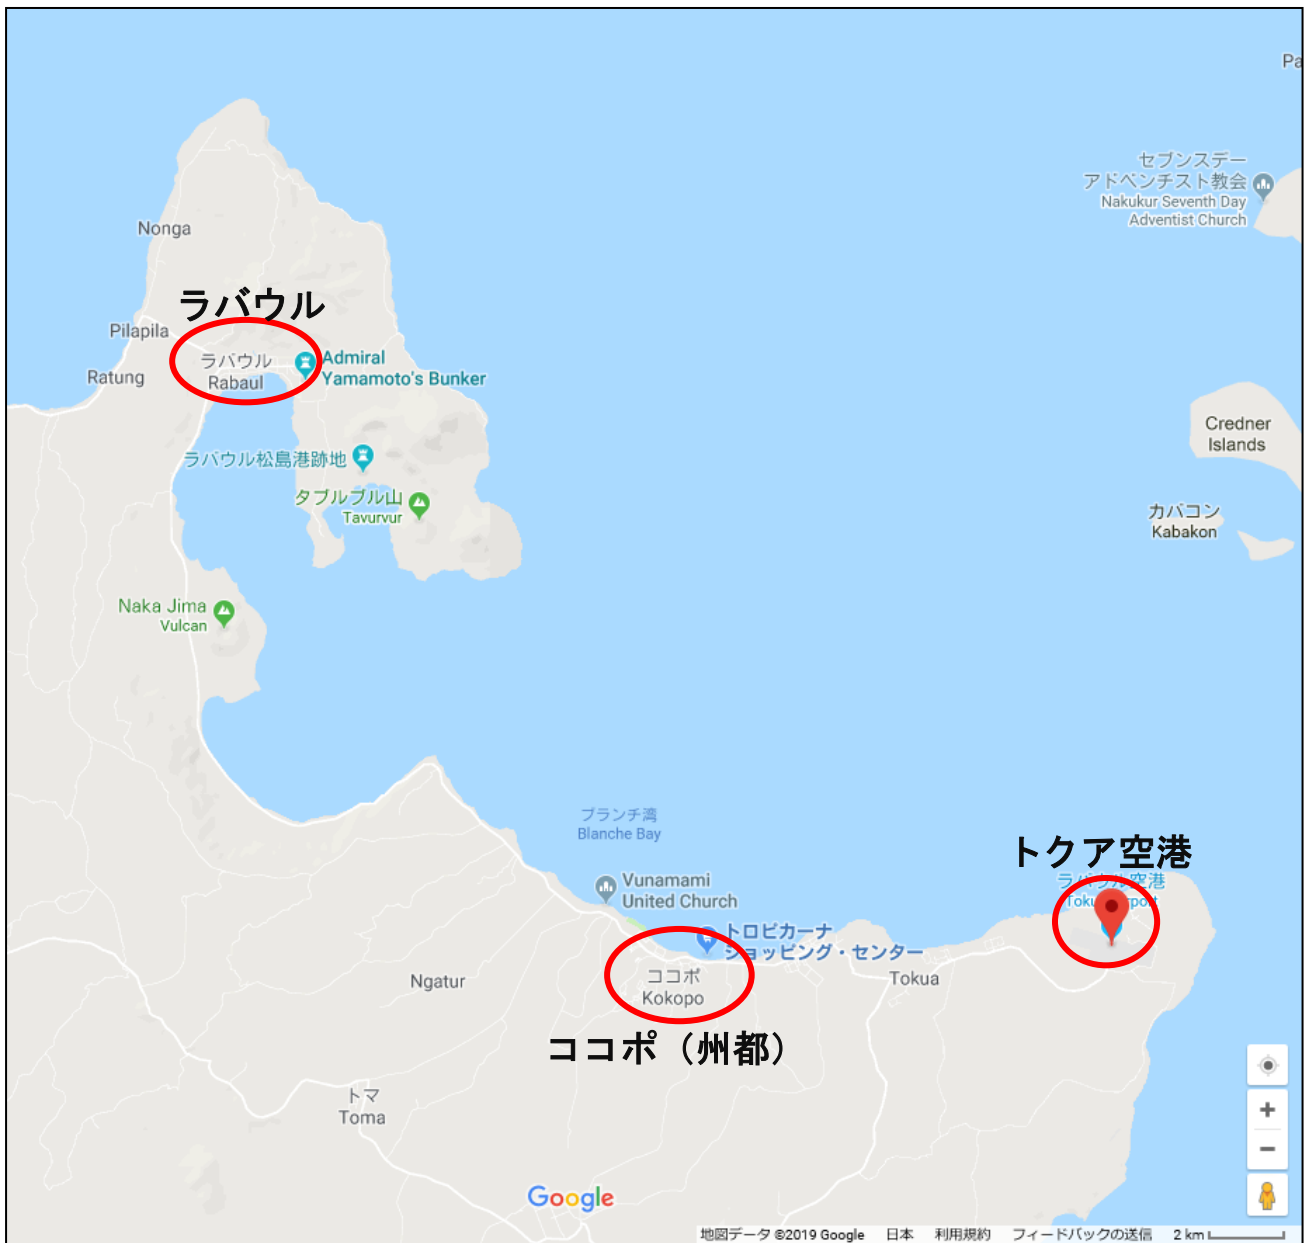 Pa
セブンスデー
アドベンチスト教会
Nakukur Seventh Day
Adventist Church
Nonga
ラバウル
Pilapila
ラバウル
Rabaul
Admiral
Yamamoto's Bunker
Ratung
Credner
Islands
ラバウル松島港跡地
タブルブル山
Tavurvur
カバコン
Kabakon
Naka Jima
Vulcan
ブランチ湾
Blanche Bay
トクア空港
ラバウル空港
Vunamami
United Church
トロピカーナ
ショッピング・センター
ココポ
Kokopo
Ngatur
Tokua
ココポ（州都）
トマ
Toma
Google
地図データ ©2019 Google 日本 利用規約 フィードバックの送信 2 km